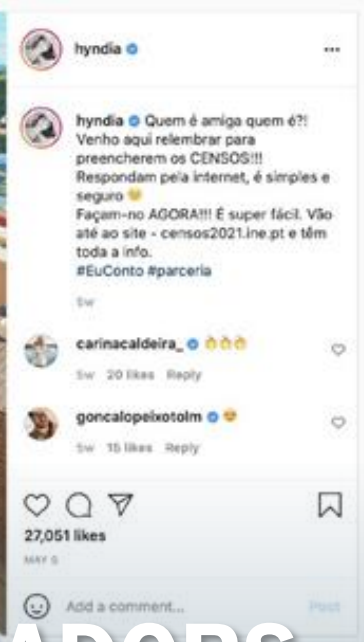 hyndia
hyndia Quem é amiga quem é?!
Venho aqui relembrar para
preencherem os CENSOS!!!
Respondam pela internet, é simples e
seguro
Façam-no AGORA!!! É super fácil. Vão
até ao site - censos2021.ine.pt e têm
toda a info.
#EuConto #parceria
5w
carinacaldeira_
5w 20 likes Reply
goncalopeixotolm
5w 15 likes Reply
27,051 likes
Add a comment... Post